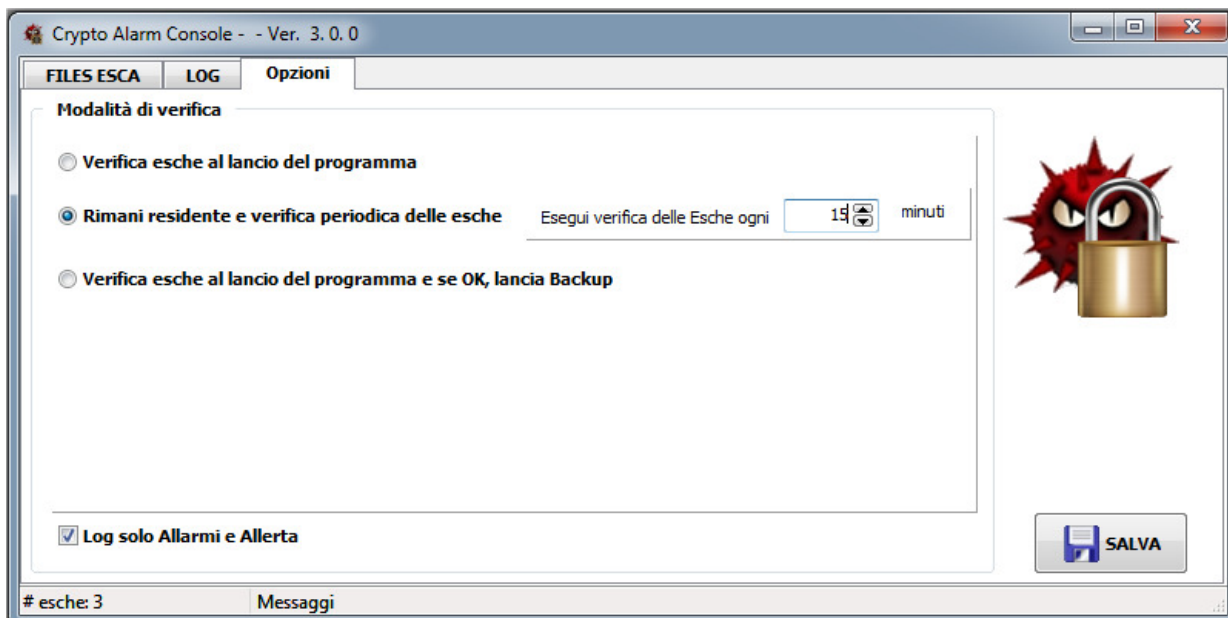 Crypto Alarm Console - - Ver. 3. 0. 0
FILES ESCA LOG Opzioni
Modalità di verifica
Verifica esche al lancio del programma
Rimani residente e verifica periodica delle esche Esegui verifica delle Esche ogni 15 minuti
Verifica esche al lancio del programma e se OK, lancia Backup
Log solo Allarmi e Allerta
SALVA
# esche: 3 Messaggi